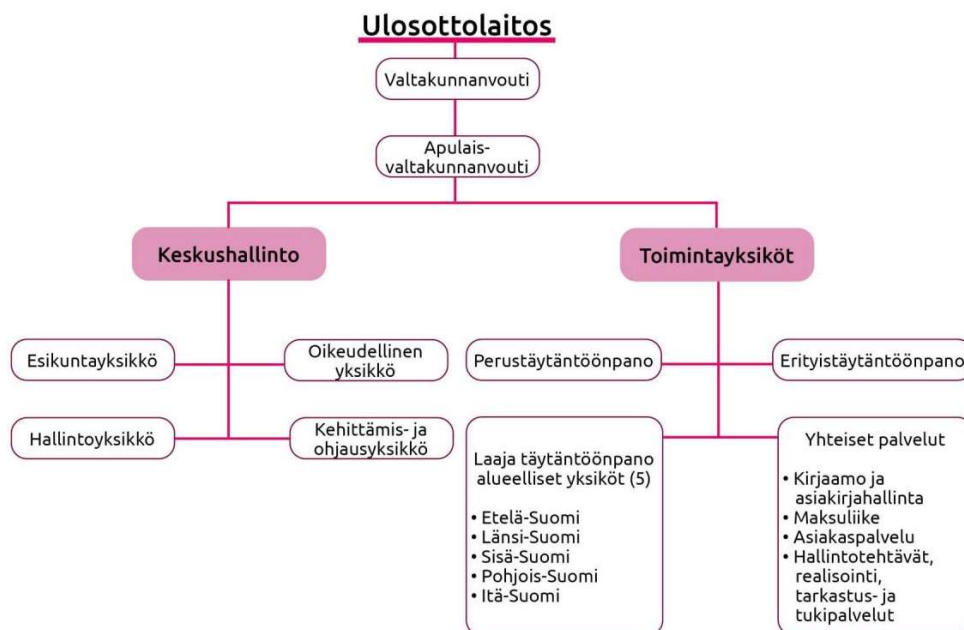 Ulosottolaitos
Valtakunnanvouti
Apulais-
valtakunnanvouti
Keskushallinto
Toimintayksiköt
Esikuntayksikkö
Oikeudellinen
yksikkö
Hallintoyksikkö
Kehittämis- ja
ohjausyksikkö
Perustäytäntöönpano
Erityistäytäntöönpano
Laaja täytäntöönpano
alueelliset yksiköt (5)
• Etelä-Suomi
• Länsi-Suomi
• Sisä-Suomi
• Pohjois-Suomi
• Itä-Suomi
Yhteiset palvelut
• Kirjaamo ja
asiakirjahallinta
• Maksuliike
• Asiakaspalvelu
• Hallintotehtävät,
realisointi,
tarkastus- ja
tukipalvelut